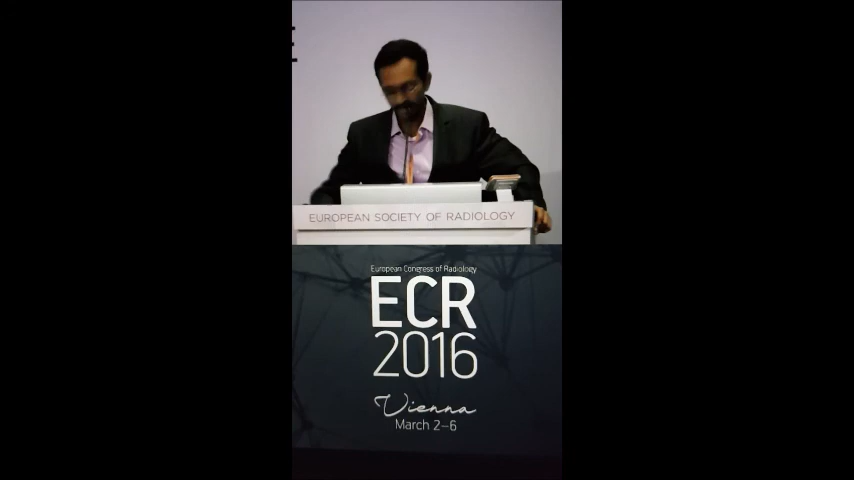 EUROPEAN SOCIETY OF RADIOLOGY
European Congress of Radiology
ECR
2016
Vienna
March 2–6